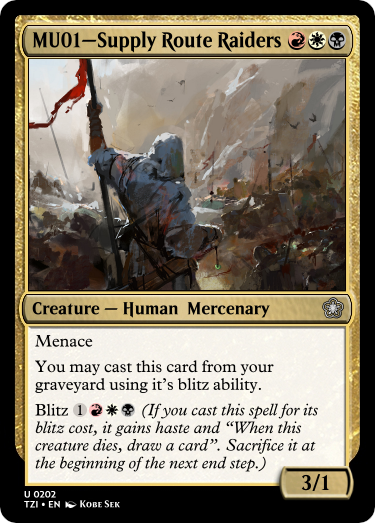 MU01—Supply Route Raiders
Creature — Human Mercenary
Menace
You may cast this card from your
graveyard using it's blitz ability.
Blitz 1 (If you cast this spell for its
blitz cost, it gains haste and “When this
creature dies, draw a card”. Sacrifice it at
the beginning of the next end step.)
3/1
U 0202
TZI • EN Kobe Sek